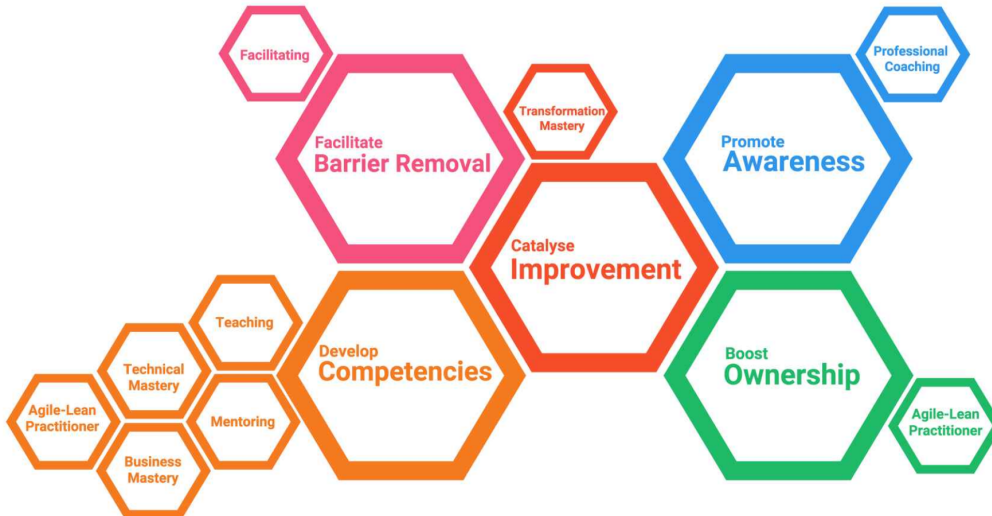 Facilitating
Professional
Coaching
Transformation
Mastery
Facilitate
Barrier Removal
Promote
Awareness
Catalyse
Improvement
Teaching
Develop
Competencies
Boost
Ownership
Technical
Mastery
Agile-Lean
Practitioner
Mentoring
Agile-Lean
Practitioner
Business
Mastery